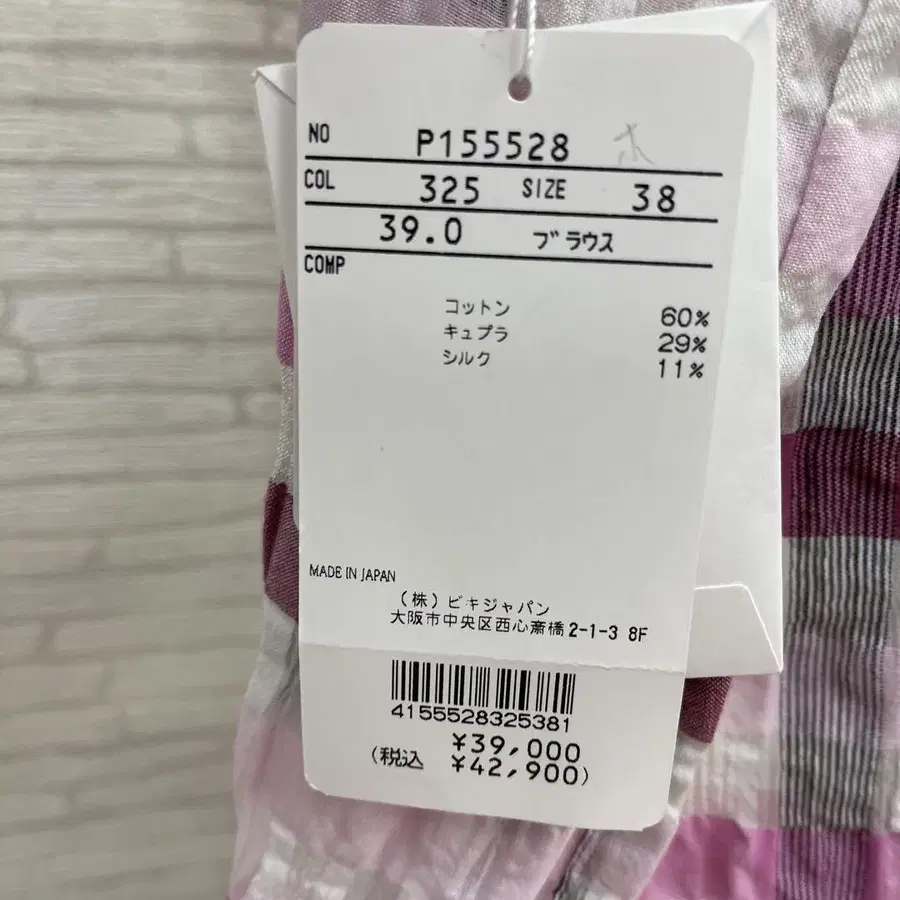 NO P155528 ホ
COL 325 SIZE 38
39.0 ブラウス
COMP
コットン 60%
キュプラ 29%
シルク 11%
MADE IN JAPAN
(株)ビキジャパン
大阪市中央区西心斎橋2-1-3 8F
4155528325381
¥39,000
(税込 ¥42,900)